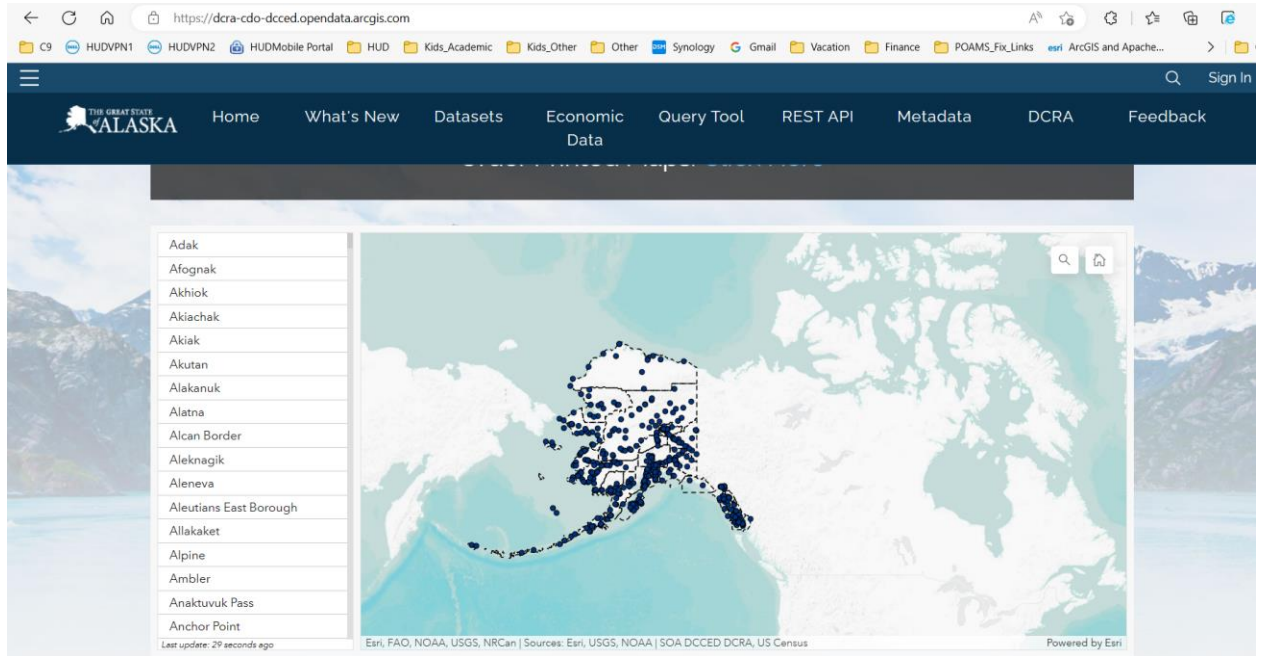 https://dcra-cdo-dcced.opendata.arcgis.com
C9 HUDVPN1 HUDVPN2 HUDMobile Portal HUD Kids_Academic Kids_Other Other Synology Gmail Vacation Finance POAMS_Fix_Links esri ArcGIS and Apache...
Sign In
THE GREAT STATE
of ALASKA
Home What's New Datasets Economic Data Query Tool REST API Metadata DCRA Feedback
Adak
Afognak
Akhiok
Akiachak
Akiak
Akutan
Alakanuk
Alatna
Alcan Border
Aleknagik
Aleneva
Aleutians East Borough
Allakaket
Alpine
Ambler
Anaktuvuk Pass
Anchor Point
Last update: 29 seconds ago
Esri, FAO, NOAA, USGS, NRCan | Sources: Esri, USGS, NOAA | SOA DCCED DCRA, US Census Powered by Esri